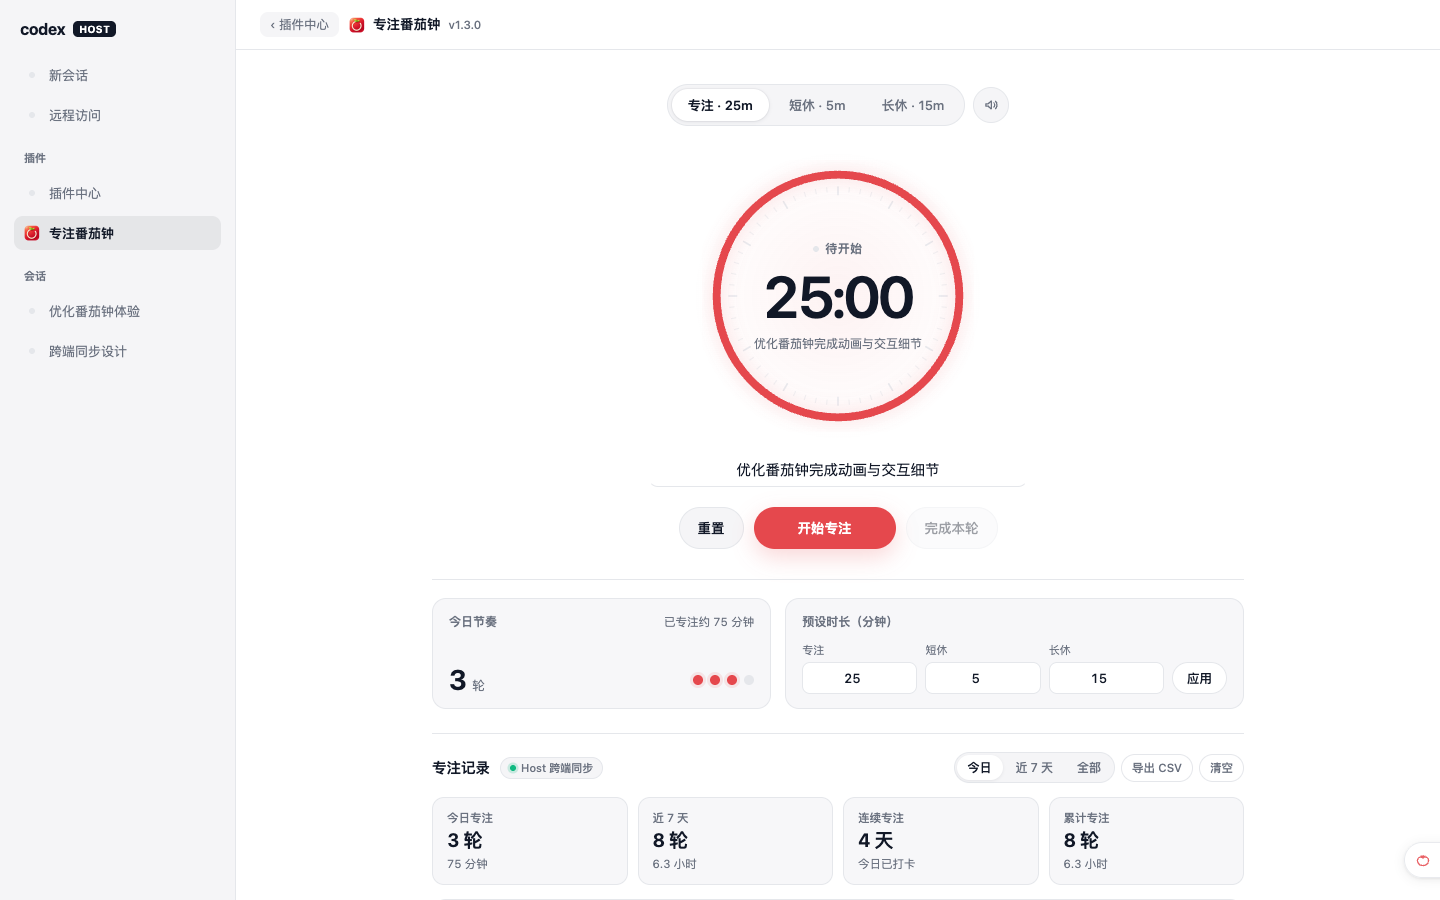 codex HOST
新会话
远程访问
插件
插件中心
专注番茄钟
会话
优化番茄钟体验
跨端同步设计
‹ 插件中心 专注番茄钟 v1.3.0
专注 · 25m 短休 · 5m 长休 · 15m
待开始
25:00
优化番茄钟完成动画与交互细节
优化番茄钟完成动画与交互细节
重置 开始专注 完成本轮
今日节奏 已专注约 75 分钟
3 轮
预设时长（分钟）
专注 短休 长休
25 5 15 应用
专注记录 Host 跨端同步 今日 近 7 天 全部 导出 CSV 清空
今日专注 近 7 天 连续专注 累计专注
3 轮 8 轮 4 天 8 轮
75 分钟 6.3 小时 今日已打卡 6.3 小时